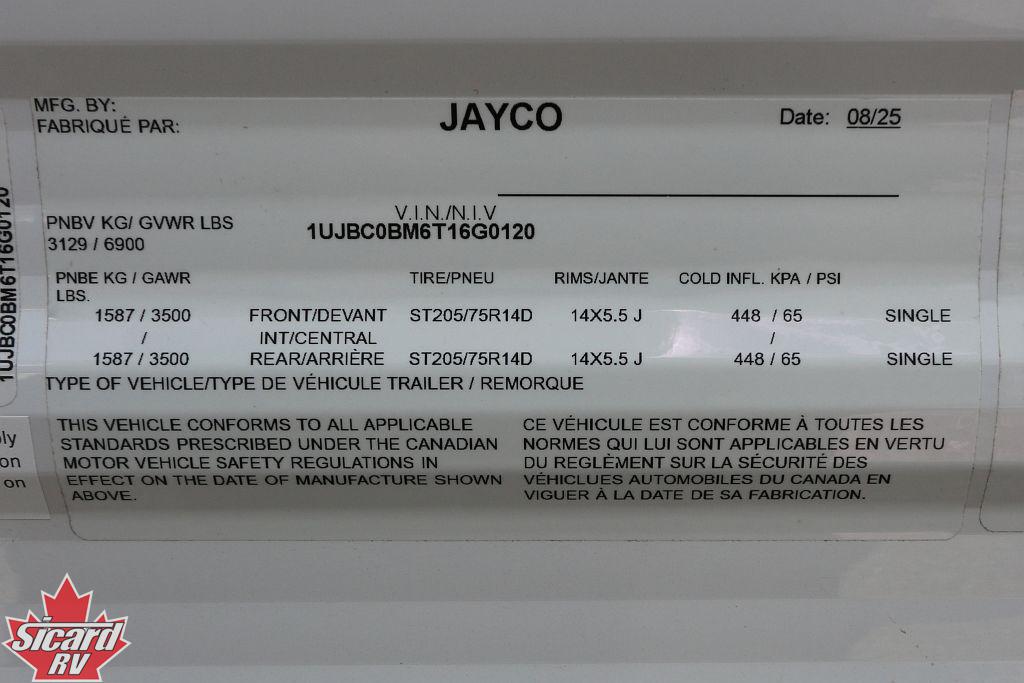 MFG. BY:
FABRIQUÉ PAR:
JAYCO
Date: 08/25
PNBV KG/ GVWR LBS
3129 / 6900
V.I.N./N.I.V
1UJBC0BM6T16G0120
PNBE KG / GAWR
LBS.
TIRE/PNEU RIMS/JANTE COLD INFL. KPA / PSI
1587 / 3500 FRONT/DEVANT ST205/75R14D 14X5.5 J 448 / 65 SINGLE
/ INT/CENTRAL /
1587 / 3500 REAR/ARRIÈRE ST205/75R14D 14X5.5 J 448 / 65 SINGLE
TYPE OF VEHICLE/TYPE DE VÉHICULE TRAILER / REMORQUE
THIS VEHICLE CONFORMS TO ALL APPLICABLE
STANDARDS PRESCRIBED UNDER THE CANADIAN
MOTOR VEHICLE SAFETY REGULATIONS IN
EFFECT ON THE DATE OF MANUFACTURE SHOWN
ABOVE.
CE VÉHICULE EST CONFORME À TOUTES LES
NORMES QUI LUI SONT APPLICABLES EN VERTU
DU REGLÈMENT SUR LA SÉCURITÉ DES
VÉHICLUES AUTOMOBILES DU CANADA EN
VIGUER À LA DATE DE SA FABRICATION.
1UJBC0BM6T16G0120
on
on
Sicard
RV